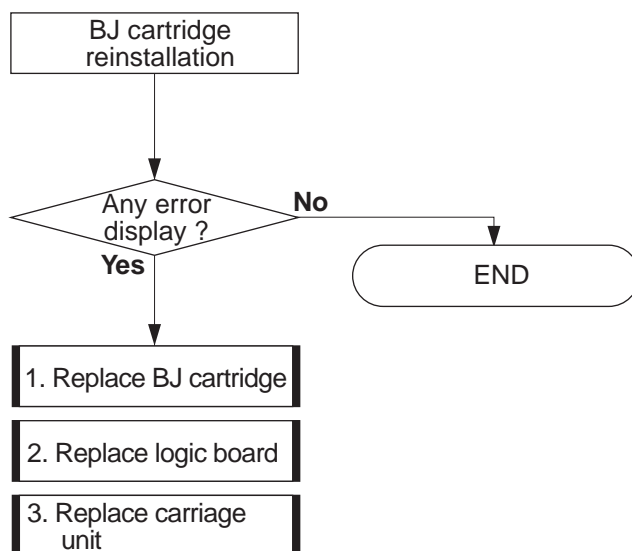 BJ cartridge
reinstallation
Any error
display ?
No
Yes
END
1. Replace BJ cartridge
2. Replace logic board
3. Replace carriage
unit